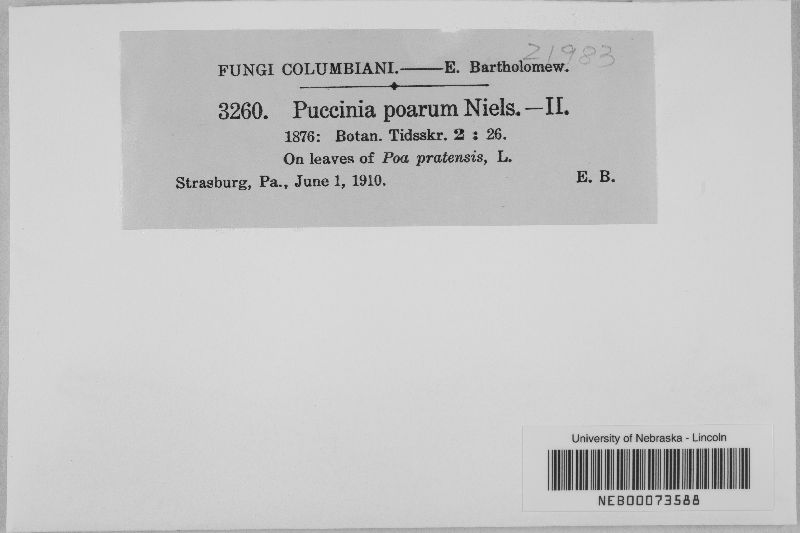 21983
FUNGI COLUMBIANI.——E. Bartholomew.
3260. Puccinia poarum Niels.—II.
1876: Botan. Tidsskr. 2 : 26.
On leaves of Poa pratensis, L.
Strasburg, Pa., June 1, 1910. E. B.
University of Nebraska - Lincoln
NEB00073588